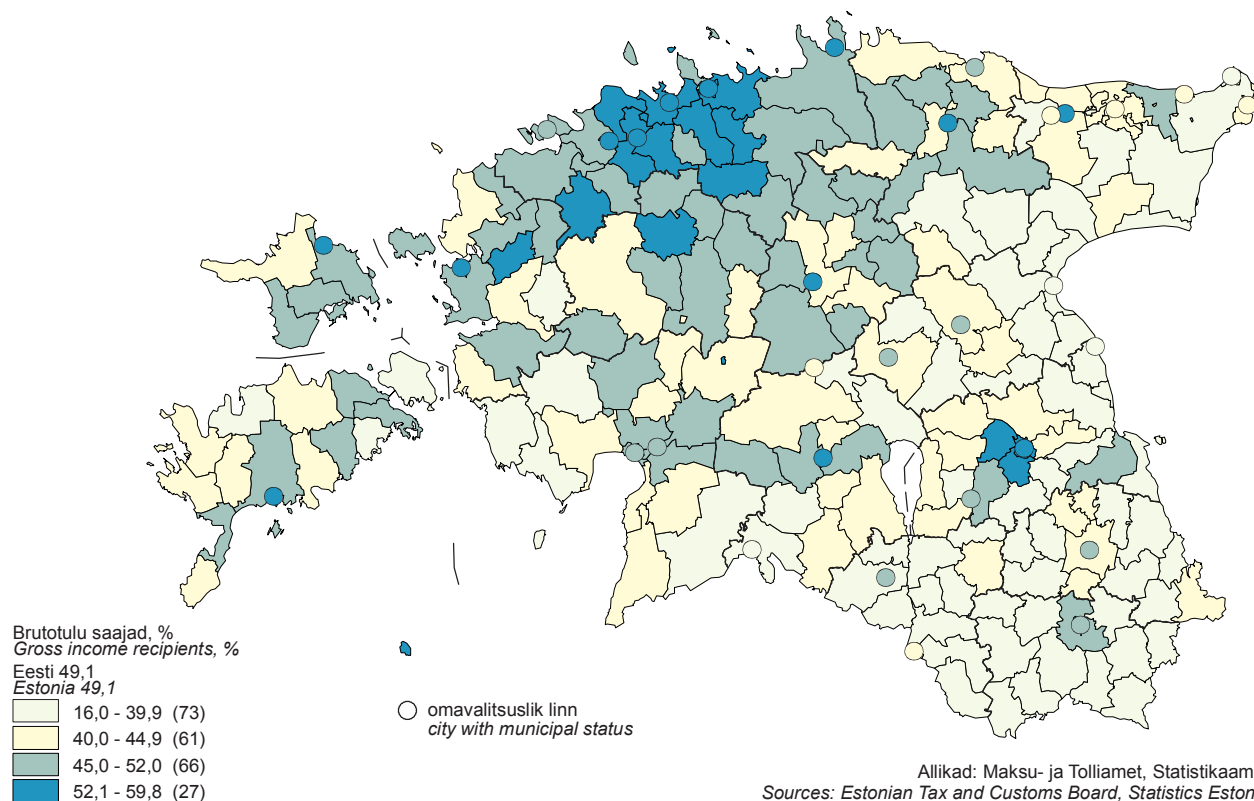 Brutotulu saajad, %
Gross income recipients, %
Eesti 49,1
Estonia 49,1
16,0 - 39,9 (73)
40,0 - 44,9 (61)
45,0 - 52,0 (66)
52,1 - 59,8 (27)
omavalitsuslik linn
city with municipal status
Allikad: Maksu- ja Tolliamet, Statistikaam
Sources: Estonian Tax and Customs Board, Statistics Eston